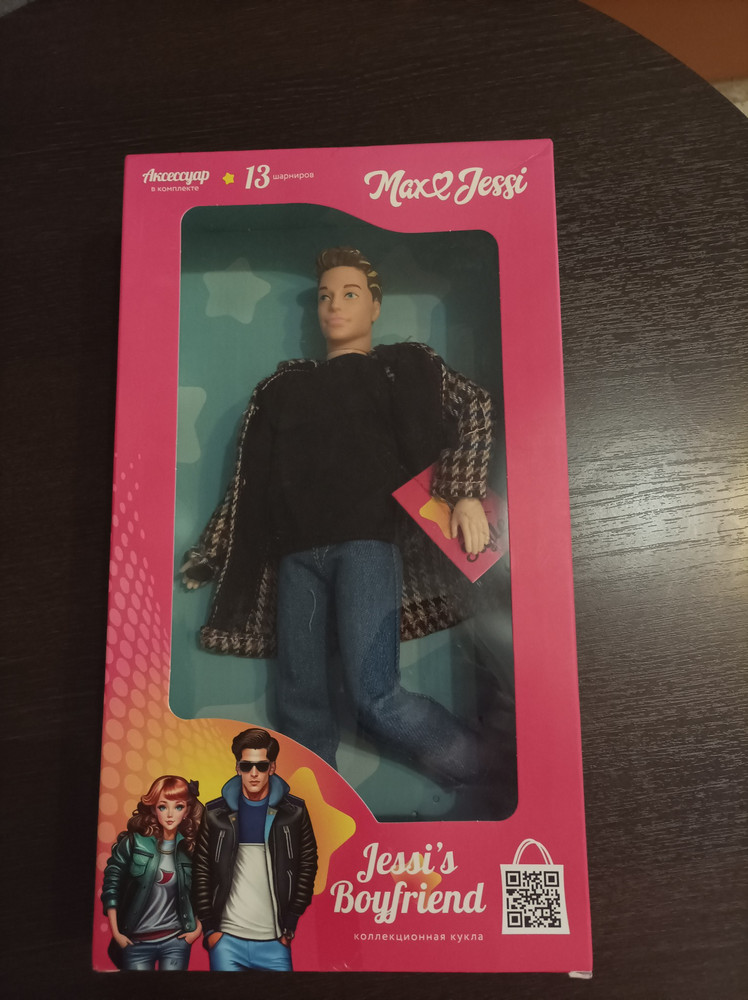 Аксессуар
в комплекте
13 шарниров
Max Jessi
Jessi's
Boyfriend
коллекционная кукла